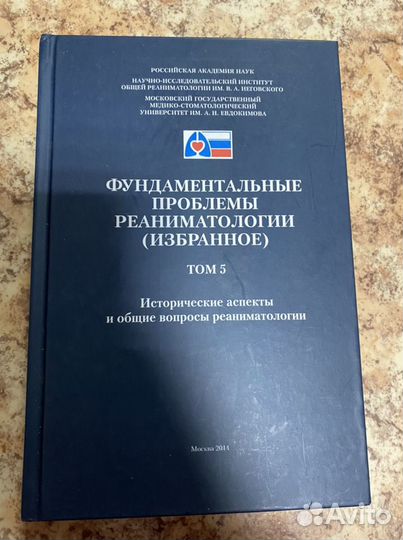 РОССИЙСКАЯ АКАДЕМИЯ НАУК
НАУЧНО-ИССЛЕДОВАТЕЛЬСКИЙ ИНСТИТУТ
ОБЩЕЙ РЕАНИМАТОЛОГИИ ИМ. В. А. НЕГОВСКОГО
МОСКОВСКИЙ ГОСУДАРСТВЕННЫЙ
МЕДИКО-СТОМАТОЛОГИЧЕСКИЙ
УНИВЕРСИТЕТ ИМ. А. И. ЕВДОКИМОВА
ФУНДАМЕНТАЛЬНЫЕ
ПРОБЛЕМЫ
РЕАНИМАТОЛОГИИ
(ИЗБРАННОЕ)
ТОМ 5
Исторические аспекты
и общие вопросы реаниматологии
Москва 2014
Avito